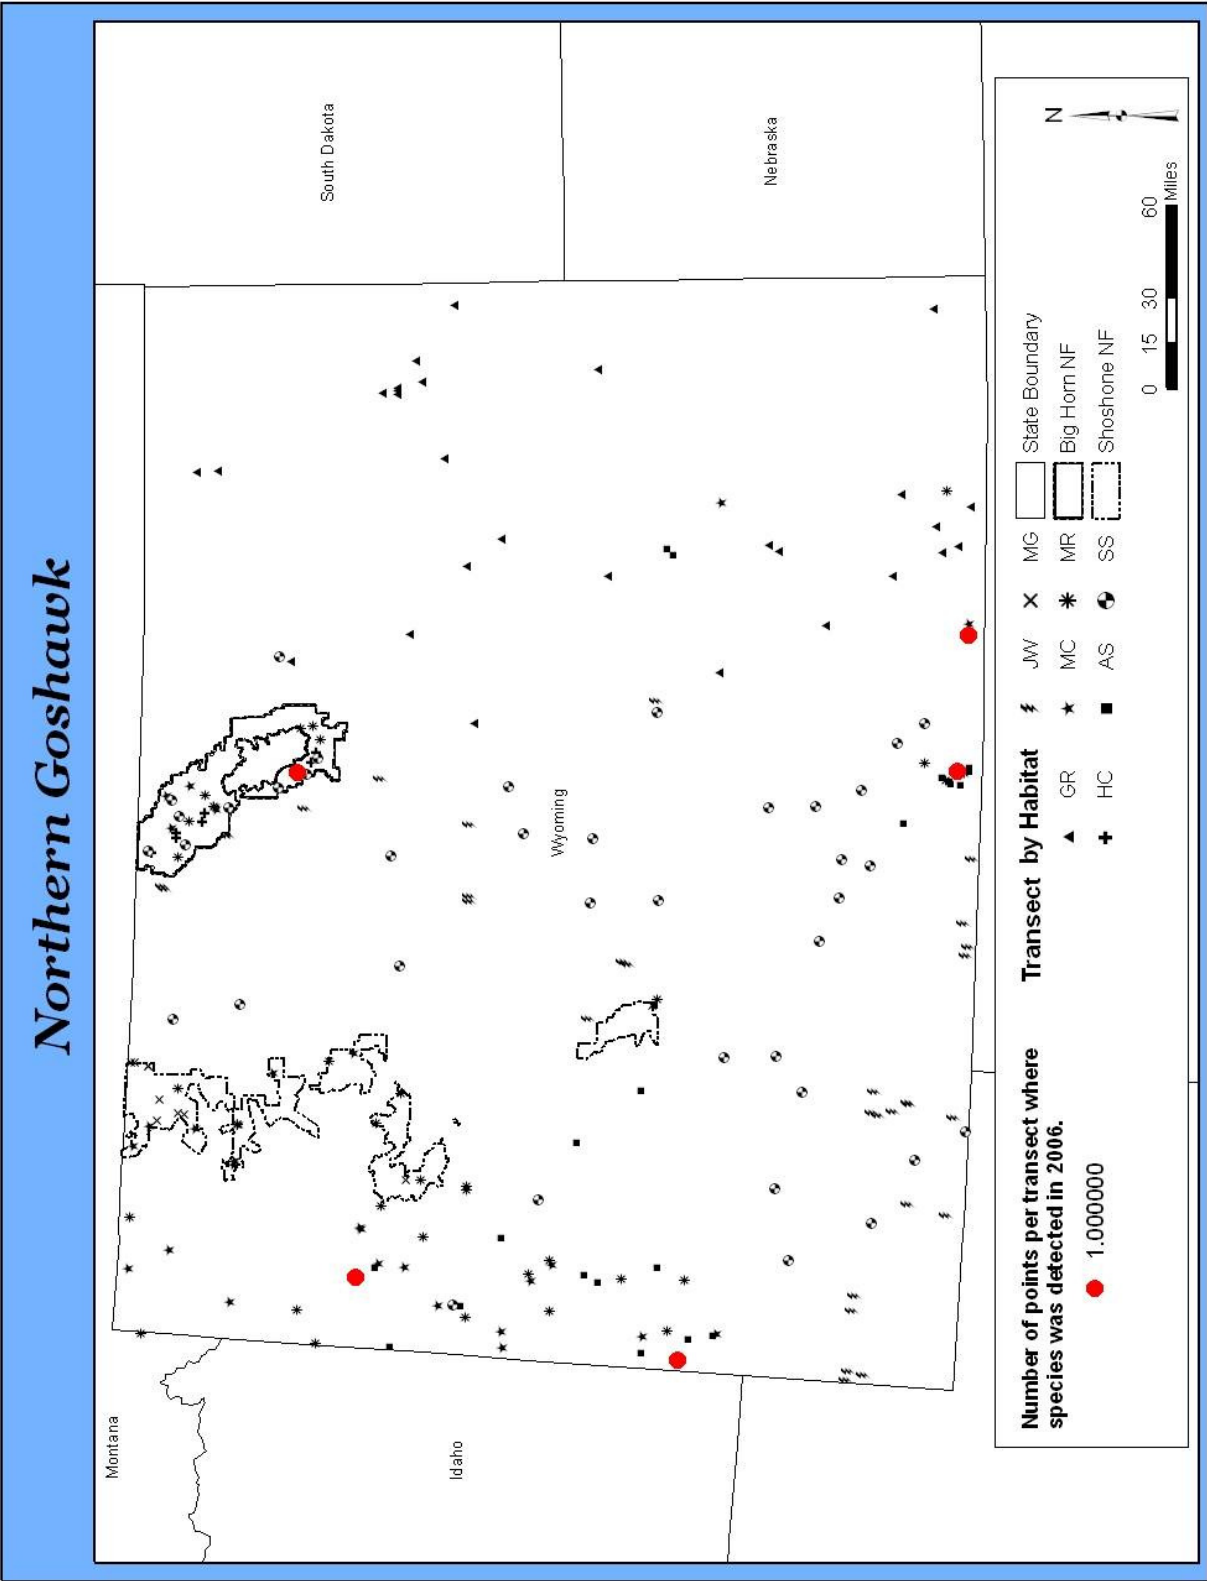 Northern Goshawk
Montana
Idaho
Wyoming
South Dakota
Nebraska
Number of points per transect where
species was detected in 2006.
1.000000
Transect by Habitat
GR
HC
JW
MC
AS
MG
MR
SS
State Boundary
Big Horn NF
Shoshone NF
N
0 15 30 60
Miles